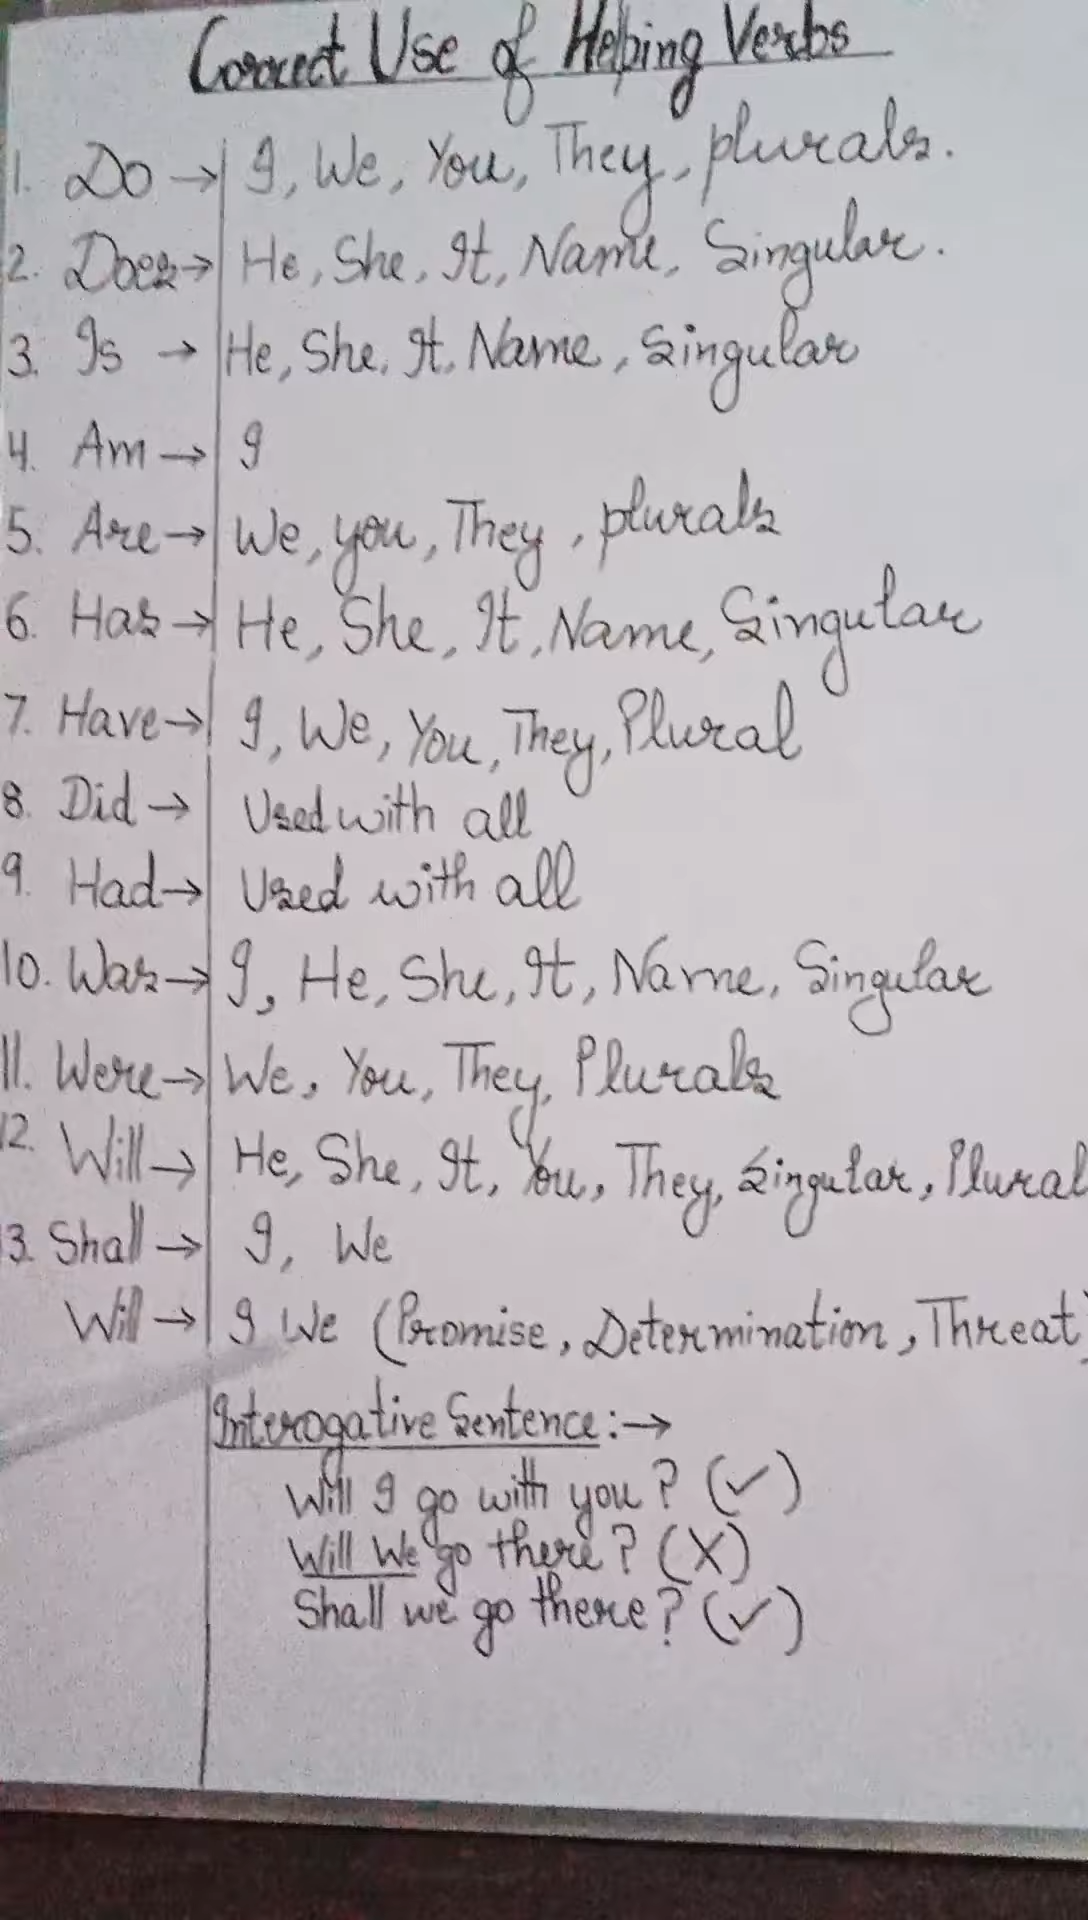 Correct Use of Helping Verbs
1. Do → I, We, You, They, plurals.
2. Does → He, She, It, Name, Singular.
3. Is → He, She, It, Name, Singular
4. Am → I
5. Are → We, you, They, plurals
6. Has → He, She, It, Name, Singular
7. Have → I, We, You, They, Plural
8. Did → Used with all
9. Had → Used with all
10. Was → I, He, She, It, Name, Singular
11. Were → We, You, They, Plurals
12. Will → He, She, It, You, They, Singular, Plural
13. Shall → I, We
Will → I We (Promise, Determination, Threat)
Interogative Sentence :→
Will I go with you? (✓)
Will We go there? (X)
Shall we go there? (✓)